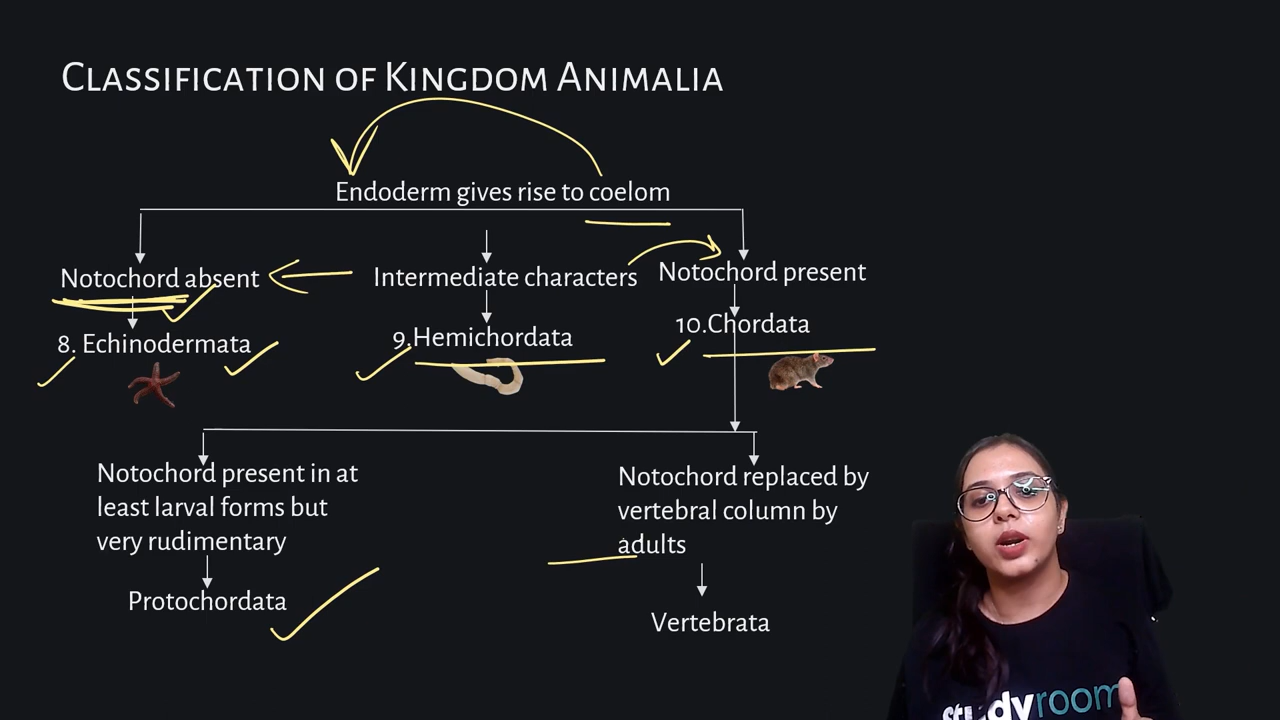 Classification of Kingdom Animalia
Endoderm gives rise to coelom
Notochord absent
Intermediate characters
Notochord present
8. Echinodermata
9.Hemichordata
10.Chordata
Notochord present in at
least larval forms but
very rudimentary
Notochord replaced by
vertebral column by
adults
Protochordata
Vertebrata
studyroom